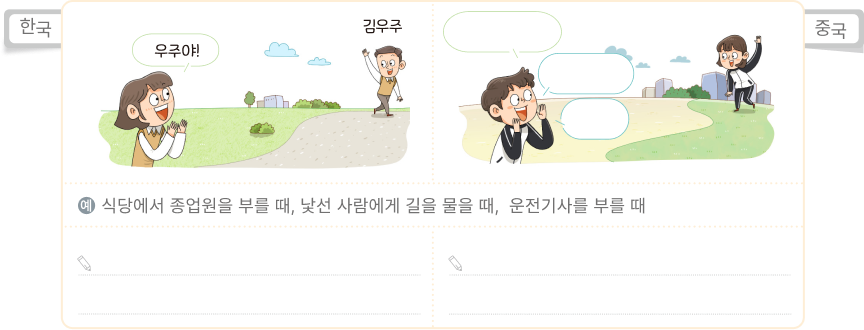 한국
중국
김우주
우주야!
예 식당에서 종업원을 부를 때, 낯선 사람에게 길을 물을 때, 운전기사를 부를 때